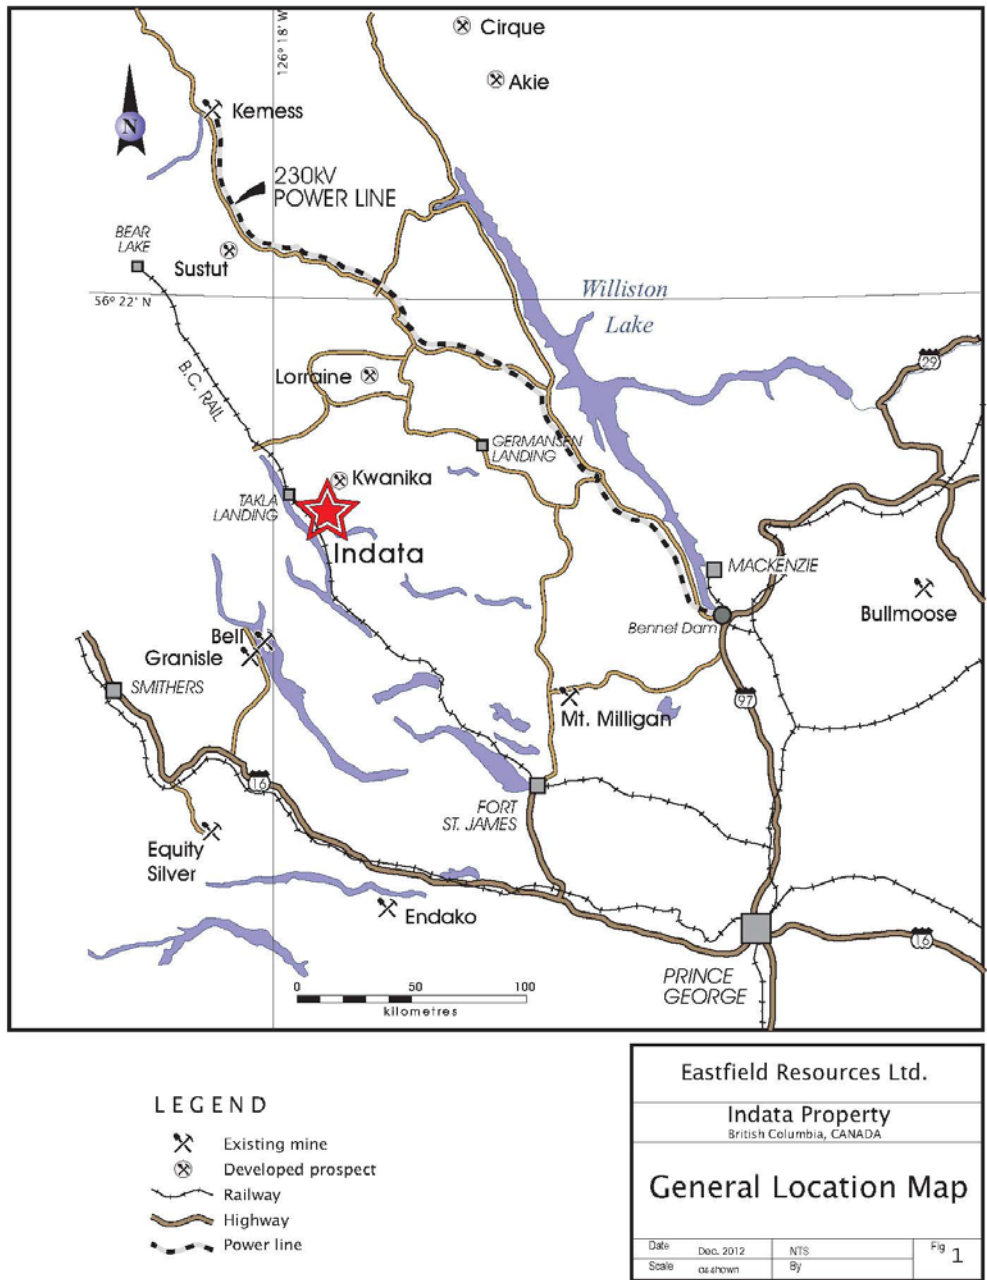 126° 18' W
Cirque
Akie
Kemess
N
230kV
POWER LINE
BEAR
LAKE
Sustut
56° 22' N
Williston
Lake
B.C. RAIL
Lorraine
29
GERMANSEN
LANDING
Kwanika
TAKLA
LANDING
Indata
MACKENZIE
Bullmoose
Bennet Dam
Bell
Granisle
SMITHERS
97
Mt. Milligan
16
FORT
ST. JAMES
Equity
Silver
Endako
16
PRINCE
GEORGE
0 50 100
kilometres
LEGEND
Existing mine
Developed prospect
Railway
Highway
Power line
Eastfield Resources Ltd.
Indata Property
British Columbia, CANADA
General Location Map
Date Dec. 2012 NTS Fig 1
Scale as shown By